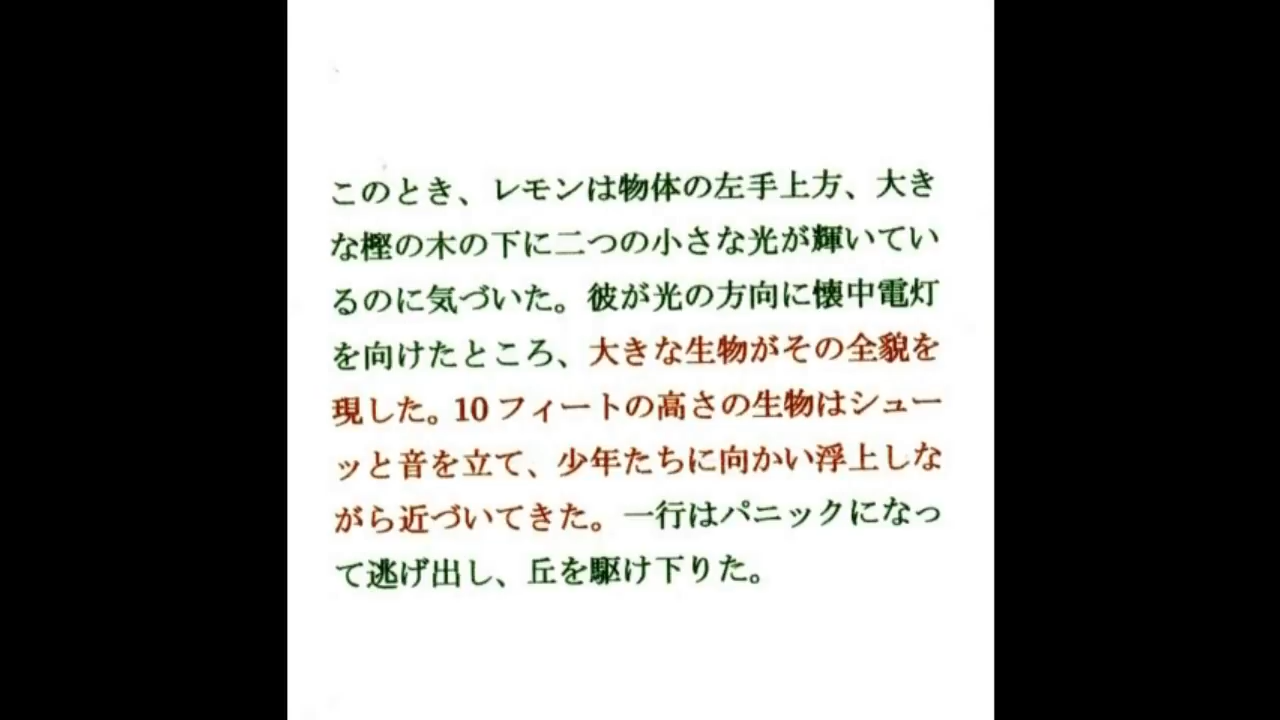 このとき、レモンは物体の左手上方、大き
な樫の木の下に二つの小さな光が輝いてい
るのに気づいた。彼が光の方向に懐中電灯
を向けたところ、大きな生物がその全貌を
現した。10 フィートの高さの生物はシュー
ッと音を立て、少年たちに向かい浮上しな
がら近づいてきた。一行はパニックになっ
て逃げ出し、丘を駆け下りた。